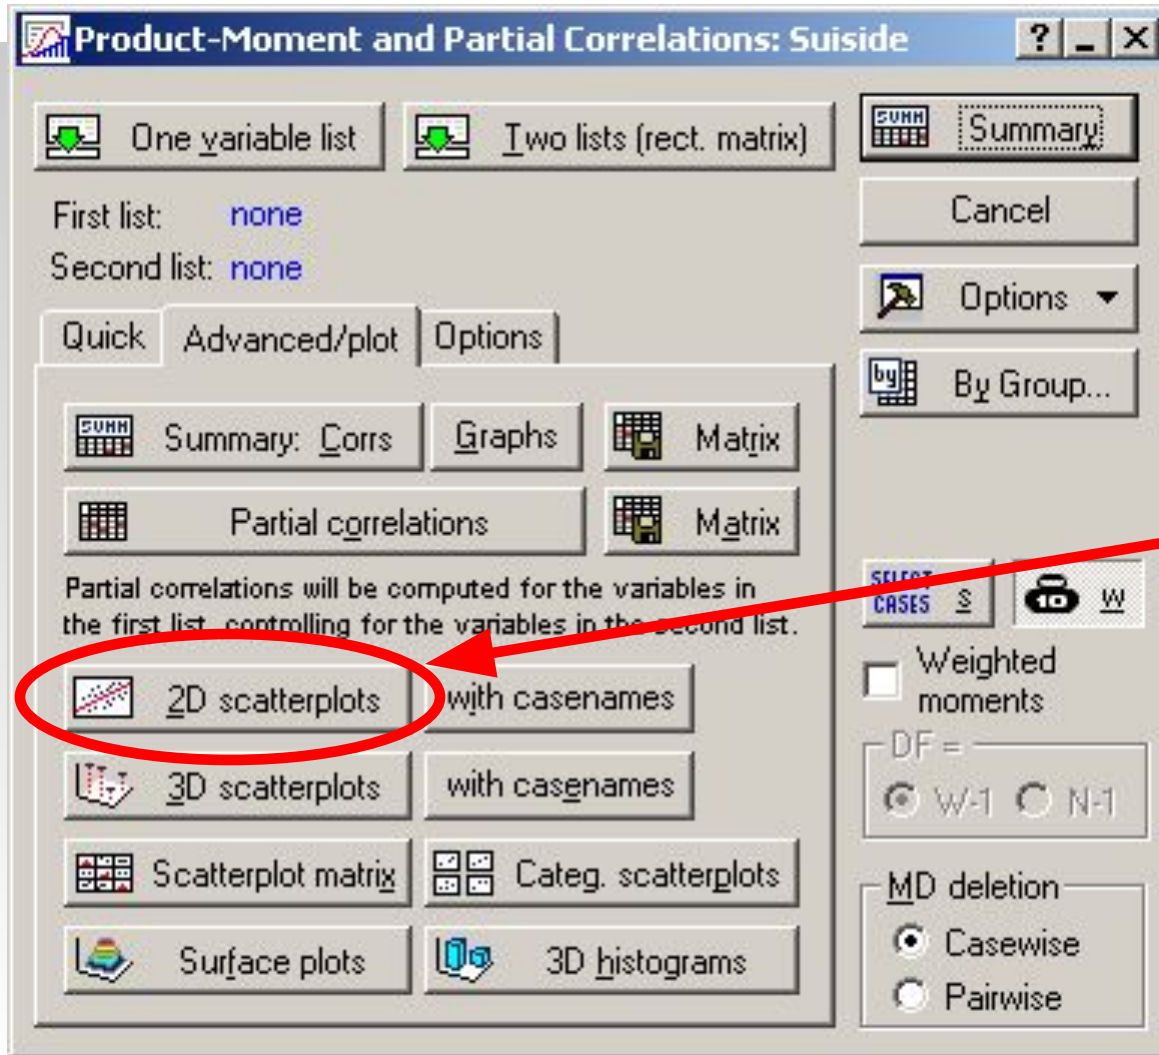 Product-Moment and Partial Correlations: Suiside
One variable list
Two lists (rect. matrix)
SUMM Summary
First list: none
Cancel
Second list: none
Options
Quick
Advanced/plot
Options
by By Group...
SUMM Summary: Corrs
Graphs
Matrix
Partial correlations
Matrix
Partial correlations will be computed for the variables in
the first list, controlling for the variables in the second list.
SELECT
CASES S
10 W
2D scatterplots
with casenames
Weighted
moments
3D scatterplots
with casenames
DF =
W-1
N-1
Scatterplot matrix
Categ. scatterplots
MD deletion
Casewise
Surface plots
3D histograms
Pairwise